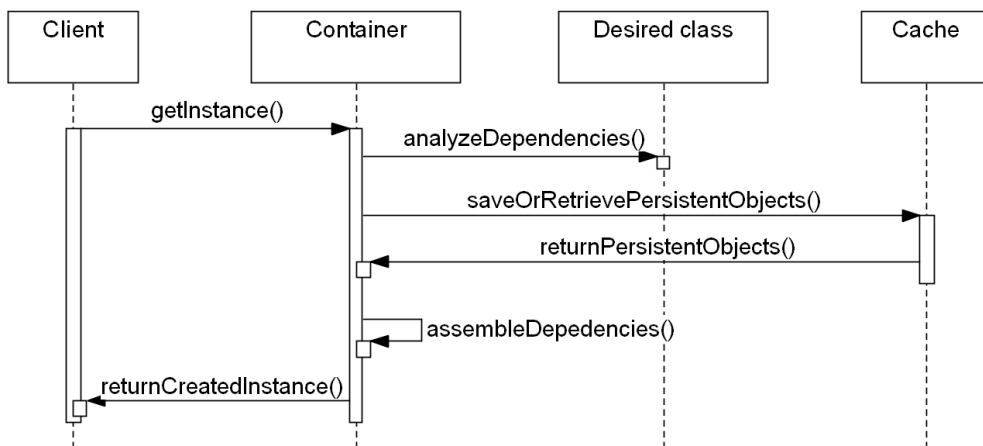 Client
Container
Desired class
Cache
getInstance()
analyzeDependencies()
saveOrRetrievePersistentObjects()
returnPersistentObjects()
assembleDepedencies()
returnCreatedInstance()